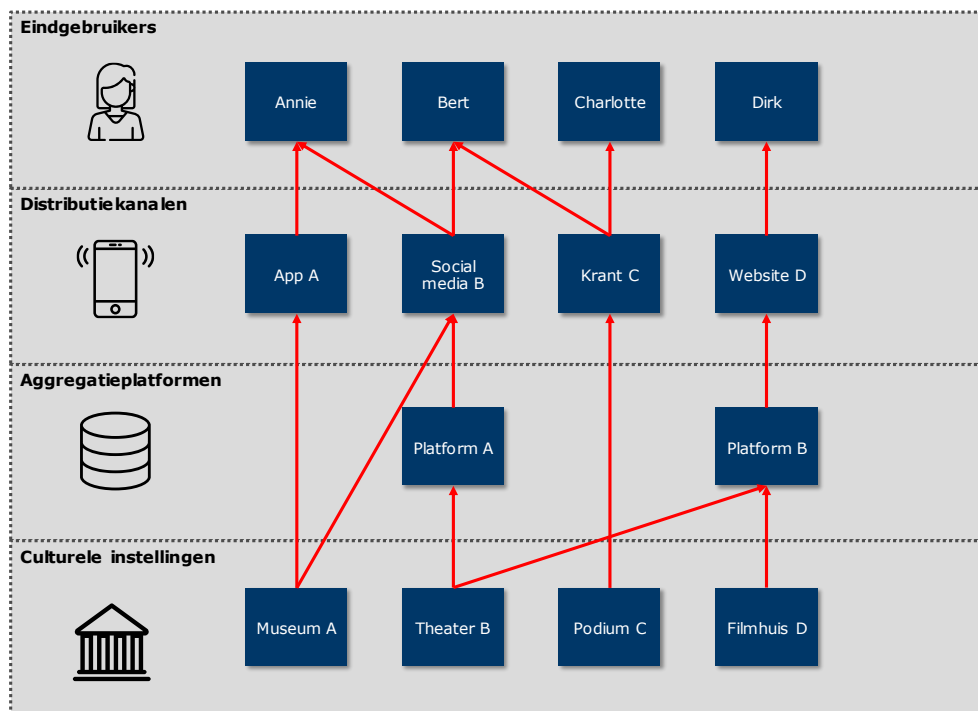 Eindgebruikers
Annie
Bert
Charlotte
Dirk
Distributiekanalen
App A
Social
media B
Krant C
Website D
Aggregatieplatformen
Platform A
Platform B
Culturele instellingen
Museum A
Theater B
Podium C
Filmhuis D